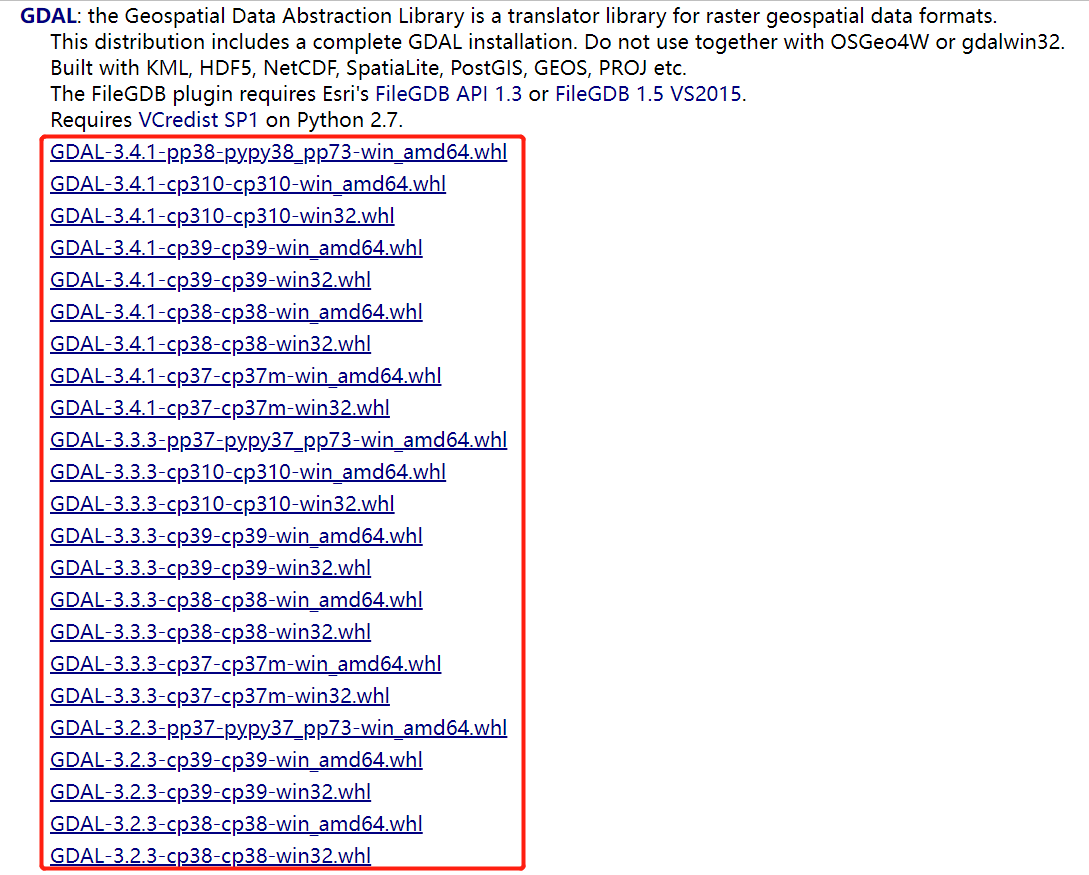 GDAL: the Geospatial Data Abstraction Library is a translator library for raster geospatial data formats.
This distribution includes a complete GDAL installation. Do not use together with OSGeo4W or gdalwin32.
Built with KML, HDF5, NetCDF, SpatiaLite, PostGIS, GEOS, PROJ etc.
The FileGDB plugin requires Esri's FileGDB API 1.3 or FileGDB 1.5 VS2015.
Requires VCredist SP1 on Python 2.7.
GDAL-3.4.1-pp38-pypy38_pp73-win_amd64.whl
GDAL-3.4.1-cp310-cp310-win_amd64.whl
GDAL-3.4.1-cp310-cp310-win32.whl
GDAL-3.4.1-cp39-cp39-win_amd64.whl
GDAL-3.4.1-cp39-cp39-win32.whl
GDAL-3.4.1-cp38-cp38-win_amd64.whl
GDAL-3.4.1-cp38-cp38-win32.whl
GDAL-3.4.1-cp37-cp37m-win_amd64.whl
GDAL-3.4.1-cp37-cp37m-win32.whl
GDAL-3.3.3-pp37-pypy37_pp73-win_amd64.whl
GDAL-3.3.3-cp310-cp310-win_amd64.whl
GDAL-3.3.3-cp310-cp310-win32.whl
GDAL-3.3.3-cp39-cp39-win_amd64.whl
GDAL-3.3.3-cp39-cp39-win32.whl
GDAL-3.3.3-cp38-cp38-win_amd64.whl
GDAL-3.3.3-cp38-cp38-win32.whl
GDAL-3.3.3-cp37-cp37m-win_amd64.whl
GDAL-3.3.3-cp37-cp37m-win32.whl
GDAL-3.2.3-pp37-pypy37_pp73-win_amd64.whl
GDAL-3.2.3-cp39-cp39-win_amd64.whl
GDAL-3.2.3-cp39-cp39-win32.whl
GDAL-3.2.3-cp38-cp38-win_amd64.whl
GDAL-3.2.3-cp38-cp38-win32.whl